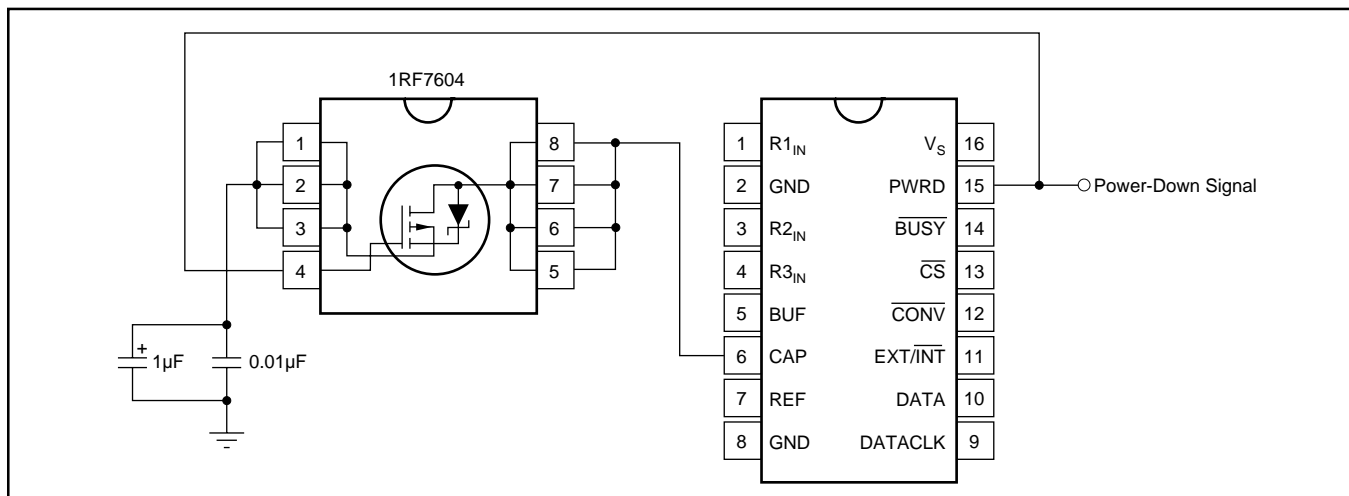 1RF7604
1
2
3
4
8
7
6
5
1µF
0.01µF
+
1 R1IN
2 GND
3 R2IN
4 R3IN
5 BUF
6 CAP
7 REF
8 GND
VS 16
PWRD 15
BUSY 14
CS 13
CONV 12
EXT/INT 11
DATA 10
DATACLK 9
Power-Down Signal